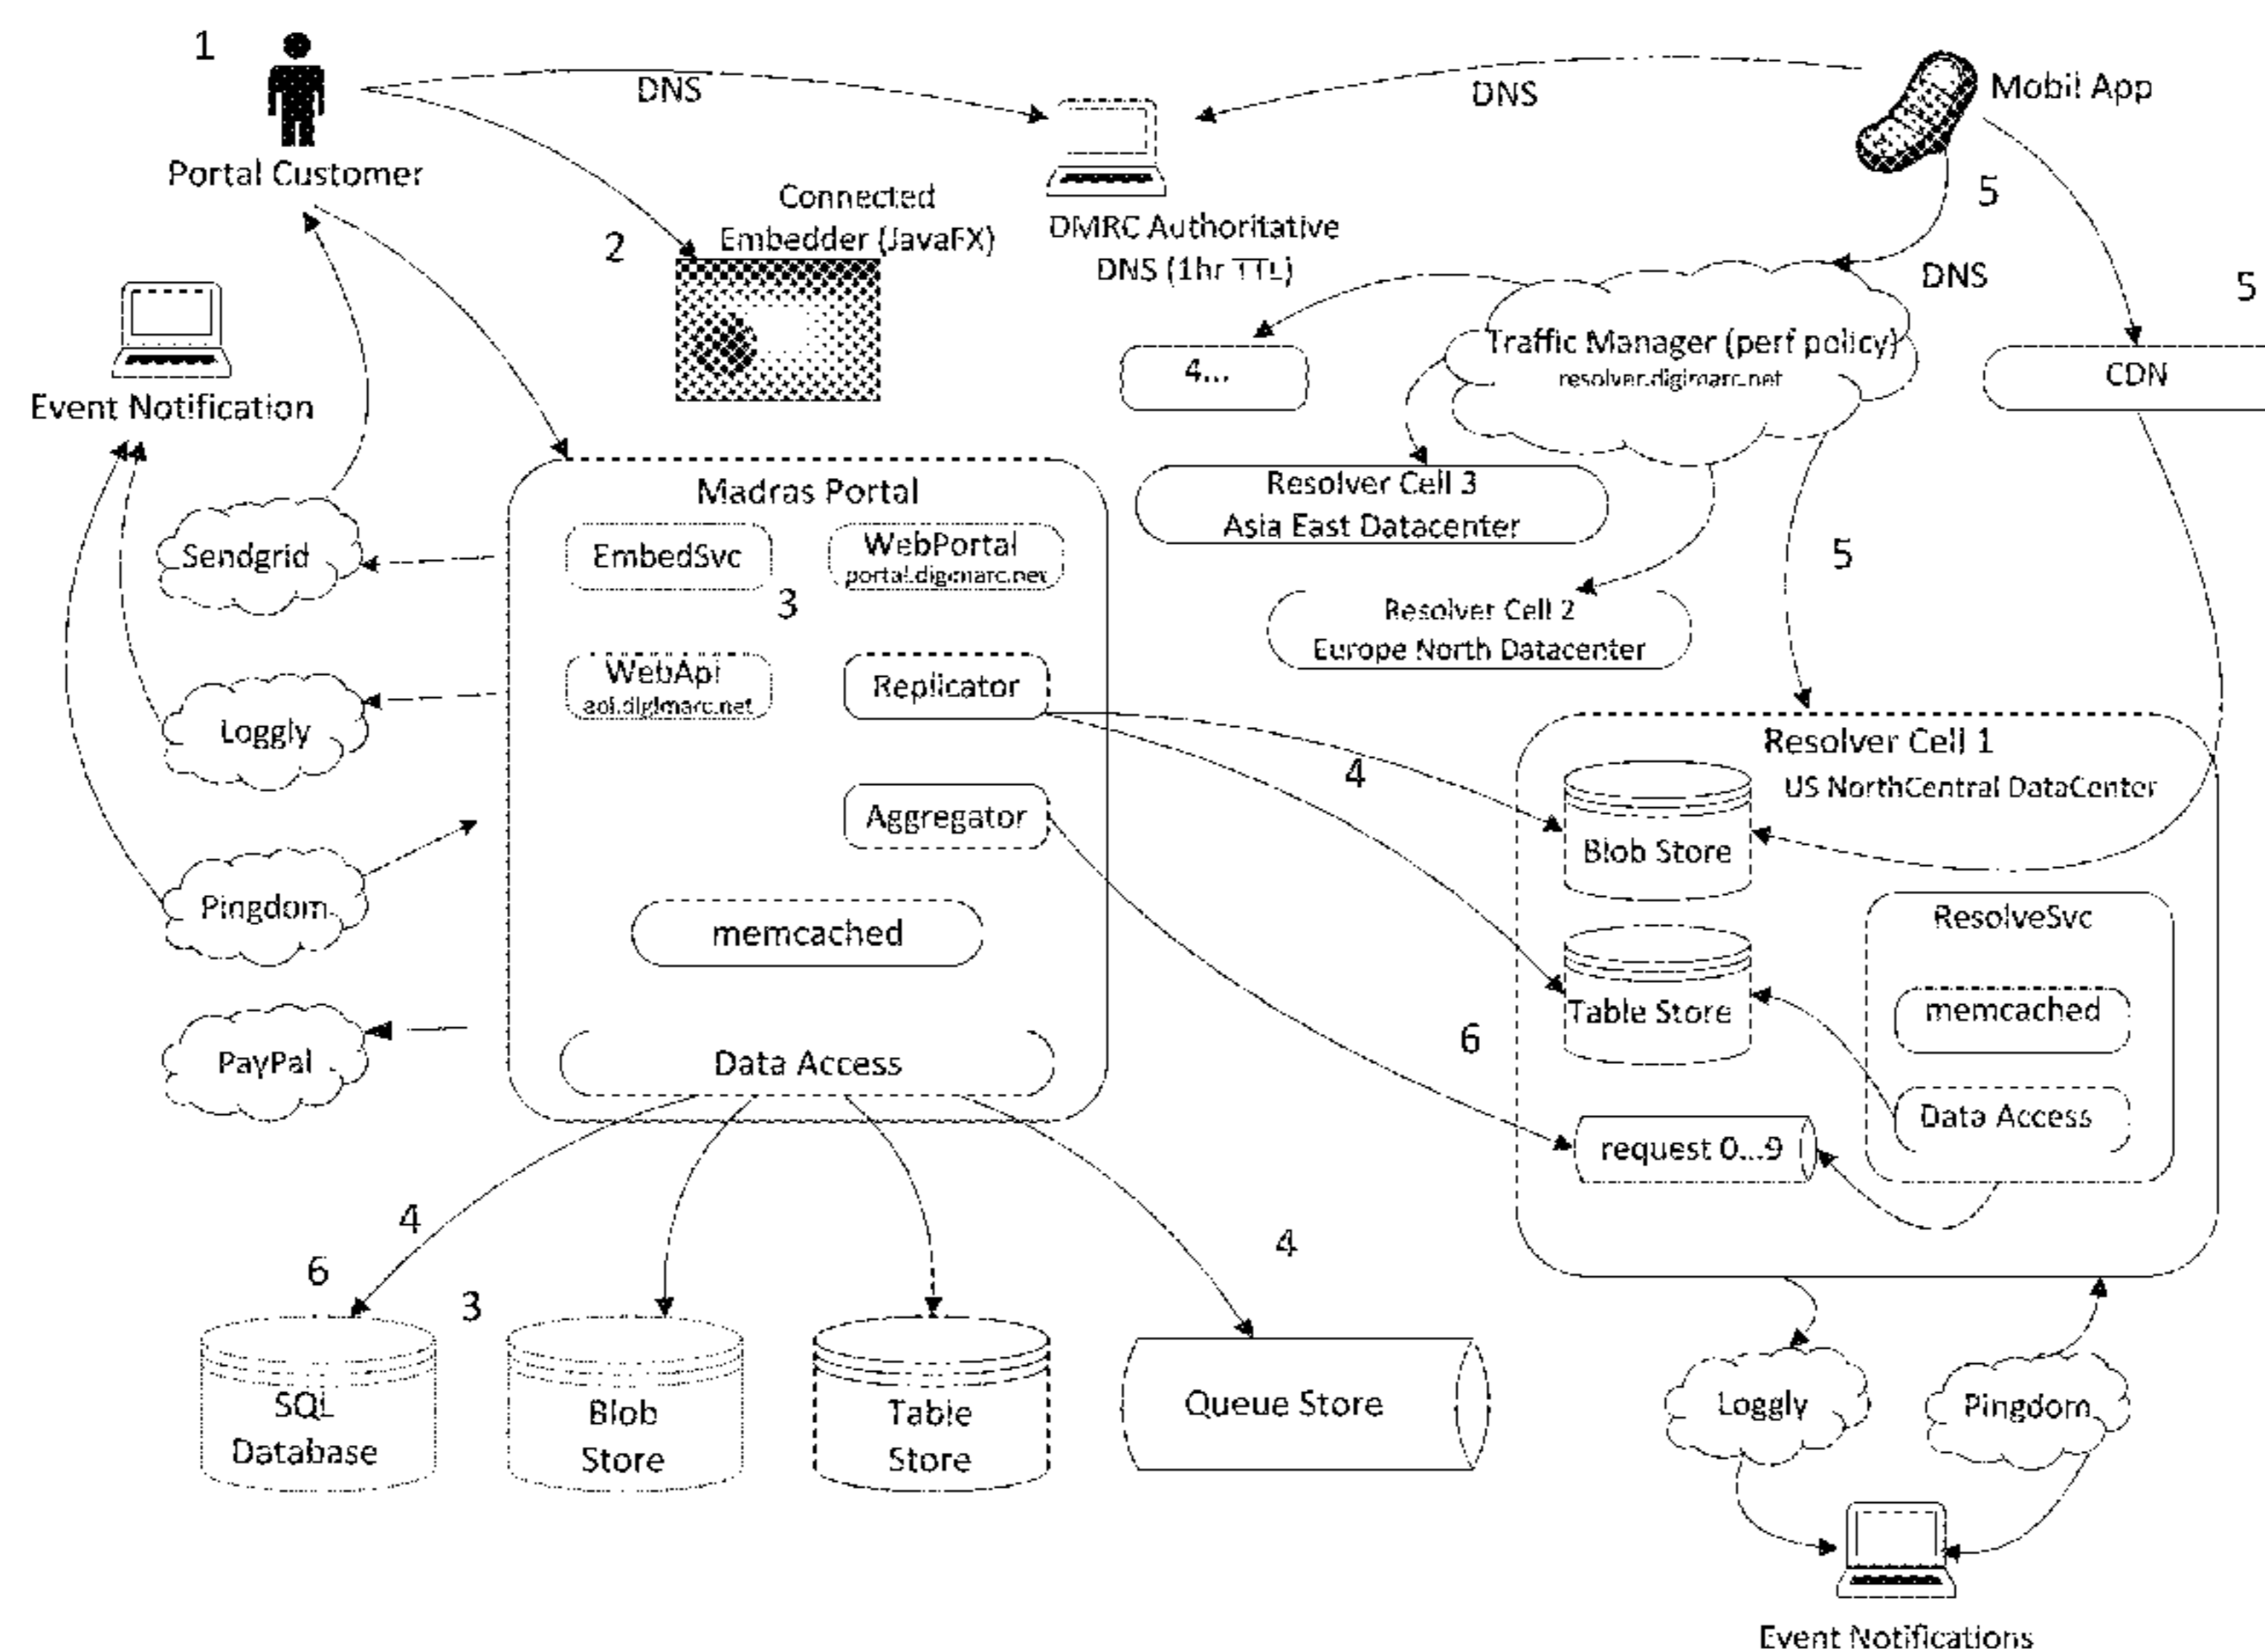 1
Portal Customer
DNS
DNS
Mobil App
Connected
Embedder (JavaFX)
2
DMRC Authoritative
DNS (1hr TTL)
5
DNS
5
Event Notification
Traffic Manager (perf policy)
resolver.digimarc.net
4...
CDN
Madras Portal
EmbedSvc
WebPortal
portal.digimarc.net
3
WebApi
api.digimarc.net
Replicator
Aggregator
memcached
Data Access
Sendgrid
Loggly
Pingdom
PayPal
Resolver Cell 3
Asia East Datacenter
Resolver Cell 2
Europe North Datacenter
5
4
6
Resolver Cell 1
US NorthCentral DataCenter
Blob Store
Table Store
ResolveSvc
memcached
Data Access
request 0...9
4
6
3
4
SQL
Database
Blob
Store
Table
Store
Queue Store
Loggly
Pingdom
Event Notifications